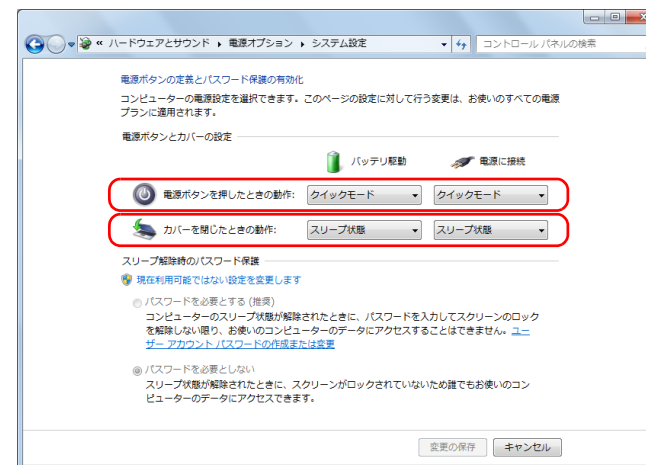 « ハードウェアとサウンド ▸ 電源オプション ▸ システム設定 コントロール パネルの検索
電源ボタンの定義とパスワード保護の有効化
コンピューターの電源設定を選択できます。このページの設定に対して行う変更は、お使いのすべての電源
プランに適用されます。
電源ボタンとカバーの設定
バッテリ駆動 電源に接続
電源ボタンを押したときの動作: クイックモード クイックモード
カバーを閉じたときの動作: スリープ状態 スリープ状態
スリープ解除時のパスワード保護
現在利用可能ではない設定を変更します
パスワードを必要とする (推奨)
コンピューターのスリープ状態が解除されたときに、パスワードを入力してスクリーンのロック
を解除しない限り、お使いのコンピューターのデータにアクセスすることはできません。ユー
ザー アカウント パスワードの作成または変更
パスワードを必要としない
スリープ状態が解除されたときに、スクリーンがロックされていないため誰でもお使いのコン
ピューターのデータにアクセスできます。
変更の保存 キャンセル